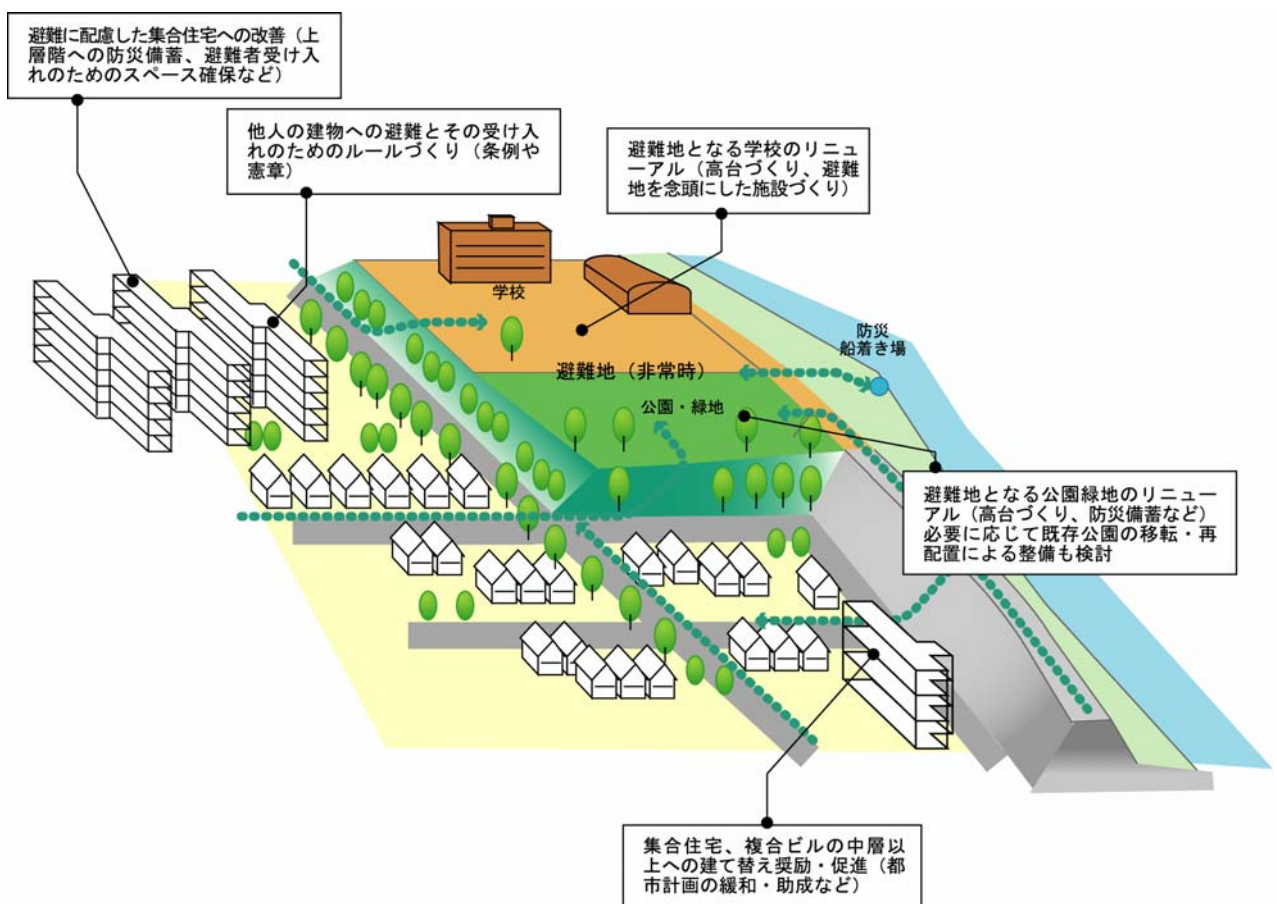 避難に配慮した集合住宅への改善（上
層階への防災備蓄、避難者受け入
れのためのスペース確保など）
他人の建物への避難とその受け入
れのためのルールづくり（条例や
憲章）
避難地となる学校のリニュ
ーアル（高台づくり、避難
地を念頭にした施設づくり）
学校
防災
船着き場
避難地（非常時）
公園・緑地
避難地となる公園緑地のリニュー
アル（高台づくり、防災備蓄など）
必要に応じて既存公園の移転・再
配置による整備も検討
集合住宅、複合ビルの中層以
上への建て替え奨励・促進（都
市計画の緩和・助成など）